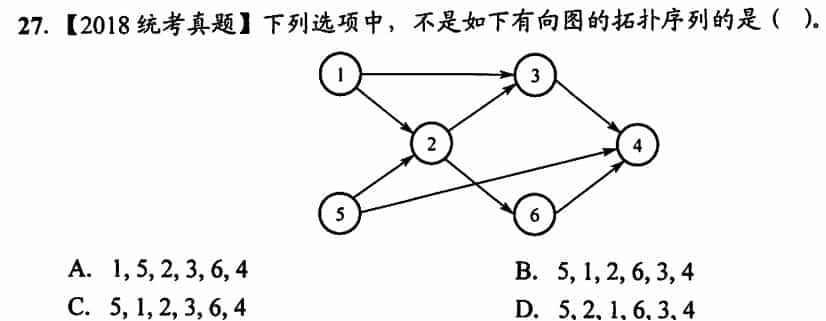 27.【2018 统考真题】下列选项中，不是如下有向图的拓扑序列的是（ ）。
1
3
2
4
5
6
A. 1, 5, 2, 3, 6, 4
B. 5, 1, 2, 6, 3, 4
C. 5, 1, 2, 3, 6, 4
D. 5, 2, 1, 6, 3, 4